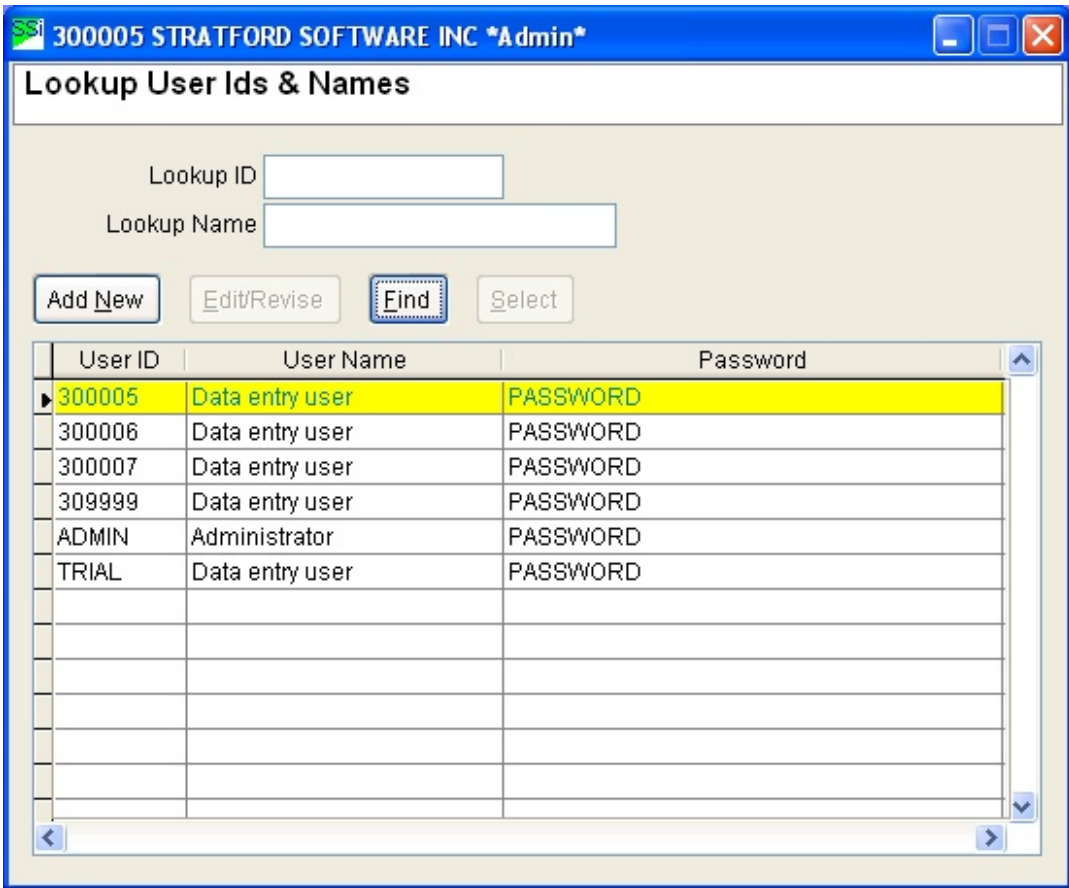 SSi 300005 STRATFORD SOFTWARE INC *Admin*
Lookup User Ids & Names
Lookup ID
Lookup Name
Add New Edit/Revise Find Select
User ID User Name Password
300005 Data entry user PASSWORD
300006 Data entry user PASSWORD
300007 Data entry user PASSWORD
309999 Data entry user PASSWORD
ADMIN Administrator PASSWORD
TRIAL Data entry user PASSWORD